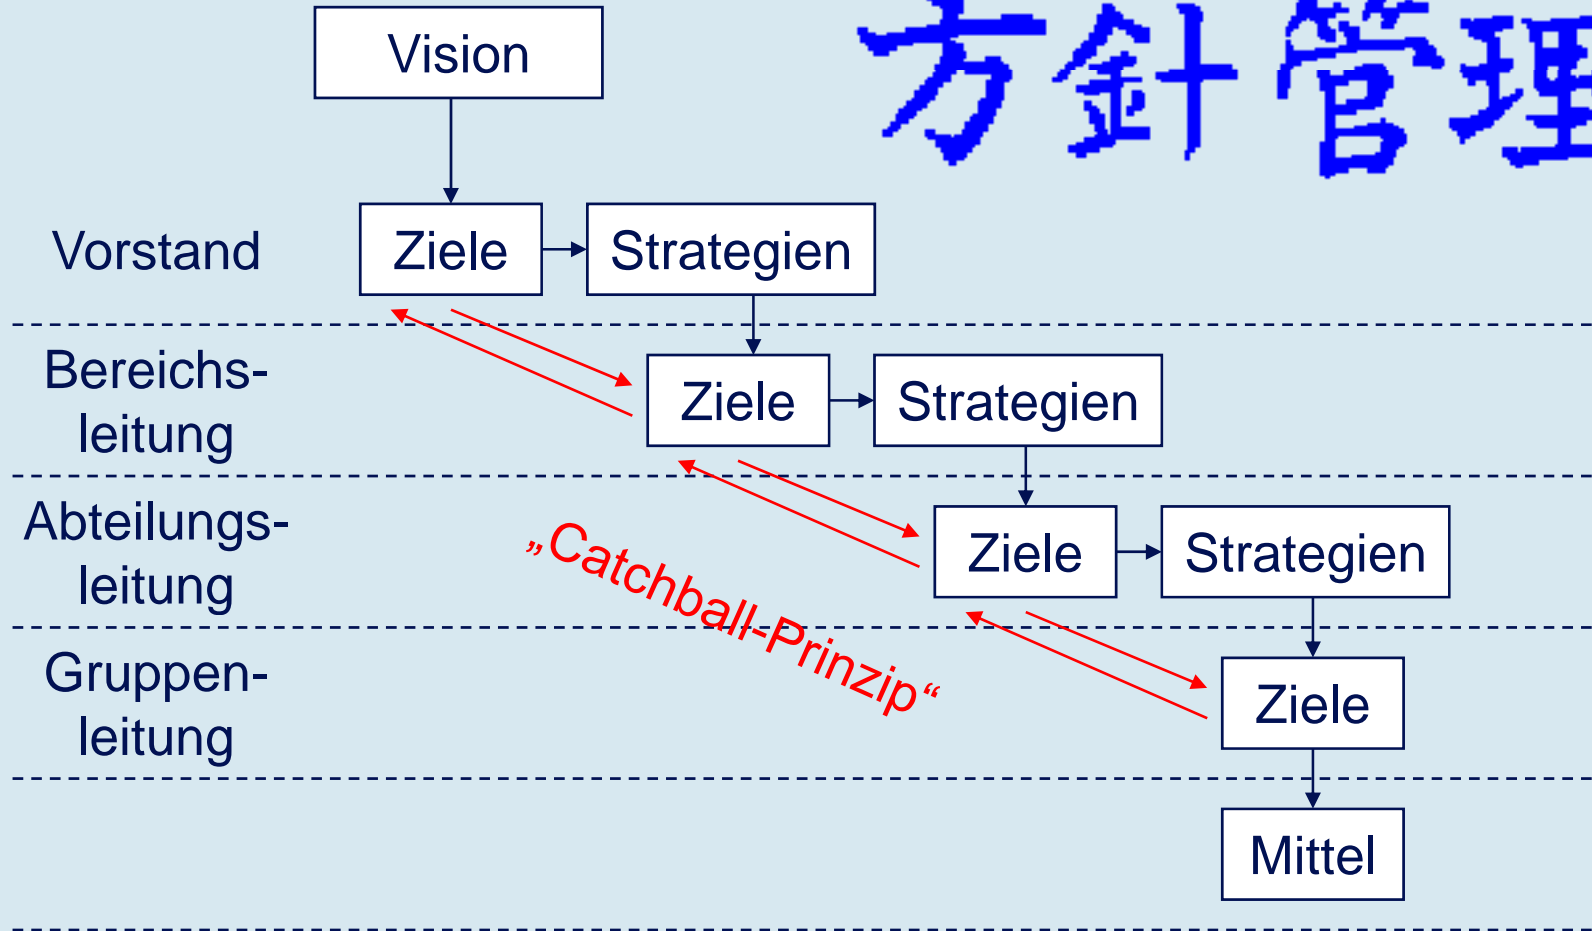 方針管理
Vision
Vorstand
Ziele
Strategien
Bereichs-
leitung
Ziele
Strategien
Abteilungs-
leitung
Ziele
Strategien
„Catchball-Prinzip“
Gruppen-
leitung
Ziele
Mittel